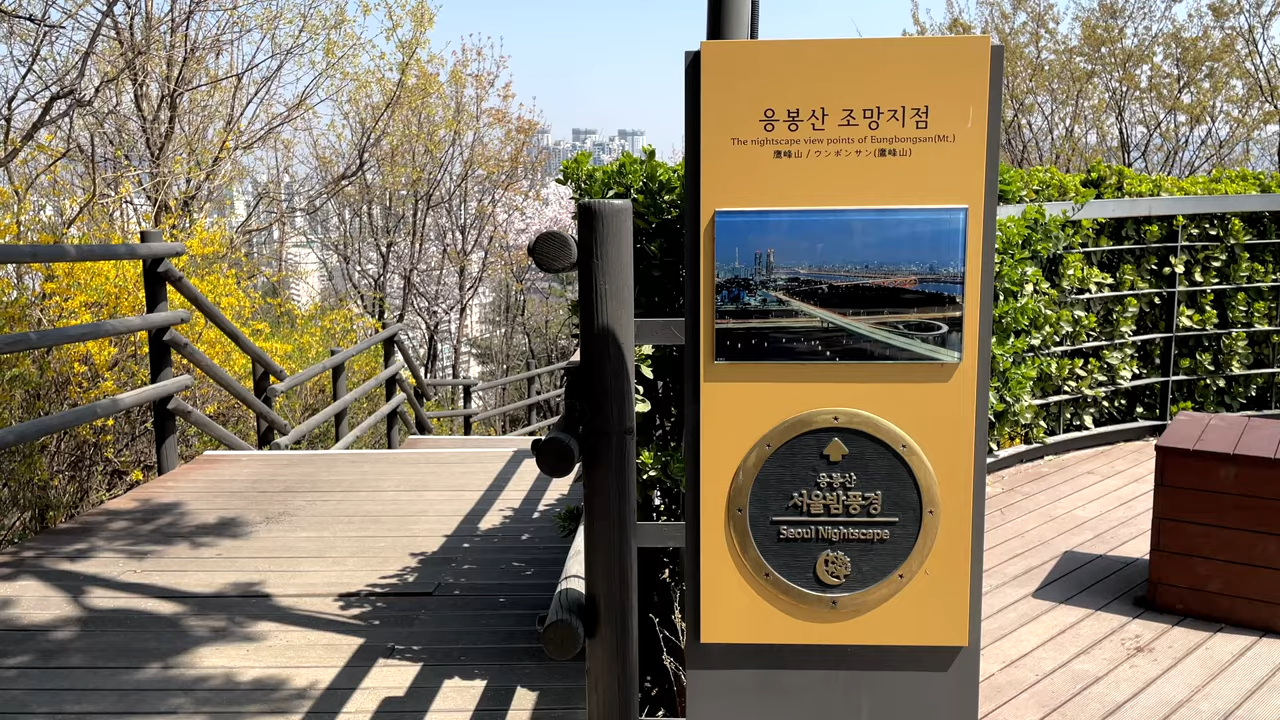 응봉산 조망지점
The nightscape view points of Eungbongsan(Mt.)
鷹峰山 / ウンボンサン(鷹峰山)
응봉산
서울밤풍경
Seoul Nightscape